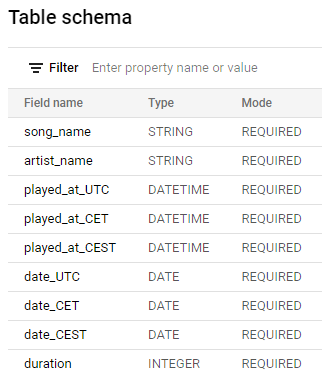 Table schema
Filter Enter property name or value
Field name Type Mode
song_name STRING REQUIRED
artist_name STRING REQUIRED
played_at_UTC DATETIME REQUIRED
played_at_CET DATETIME REQUIRED
played_at_CEST DATETIME REQUIRED
date_UTC DATE REQUIRED
date_CET DATE REQUIRED
date_CEST DATE REQUIRED
duration INTEGER REQUIRED